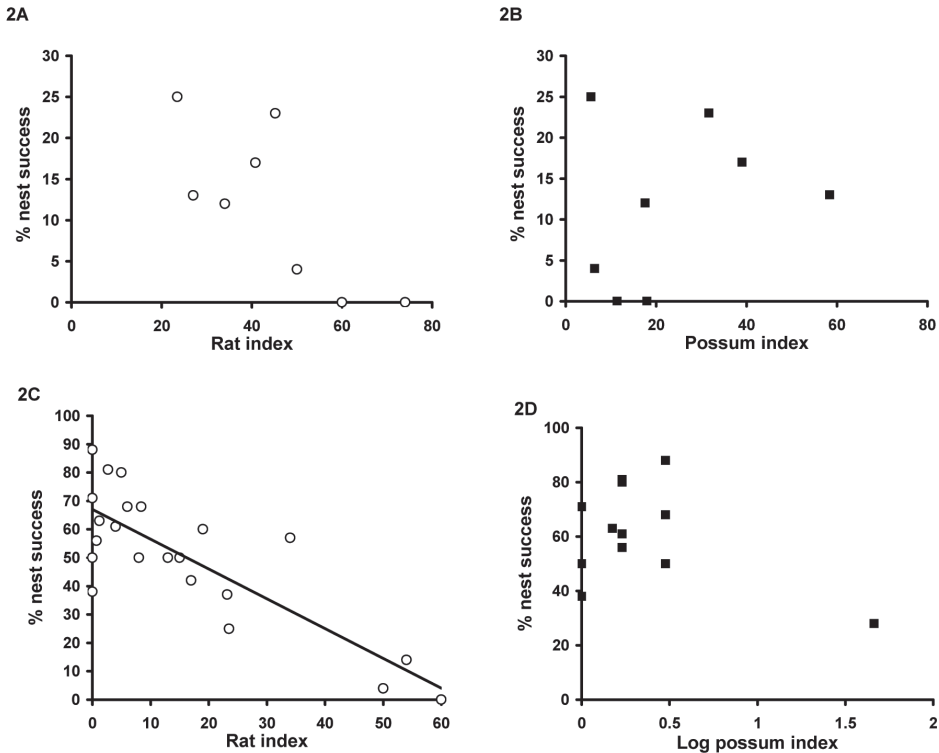 2A
30
25
20
15
10
5
0
% nest success
0 20 40 60 80
Rat index
2B
30
25
20
15
10
5
0
% nest success
0 20 40 60 80
Possum index
2C
100
90
80
70
60
50
40
30
20
10
0
% nest success
0 10 20 30 40 50 60
Rat index
2D
100
80
60
40
20
0
% nest success
0 0.5 1 1.5 2
Log possum index